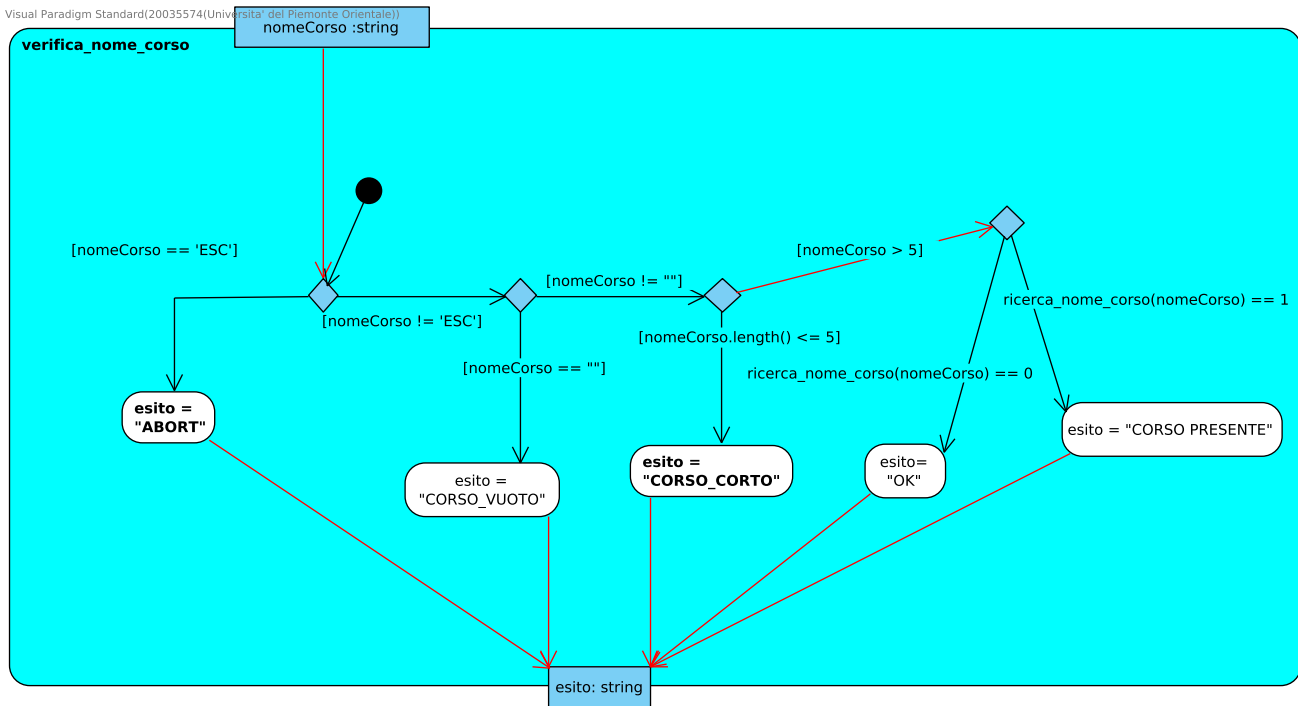 Visual Paradigm Standard(20035574(Universita' del Piemonte Orientale))
nomeCorso :string
verifica_nome_corso
[nomeCorso == 'ESC']
[nomeCorso != 'ESC']
[nomeCorso != ""]
[nomeCorso > 5]
ricerca_nome_corso(nomeCorso) == 1
[nomeCorso.length() <= 5]
[nomeCorso == ""]
ricerca_nome_corso(nomeCorso) == 0
esito =
"ABORT"
esito =
"CORSO_VUOTO"
esito =
"CORSO_CORTO"
esito=
"OK"
esito = "CORSO PRESENTE"
esito: string